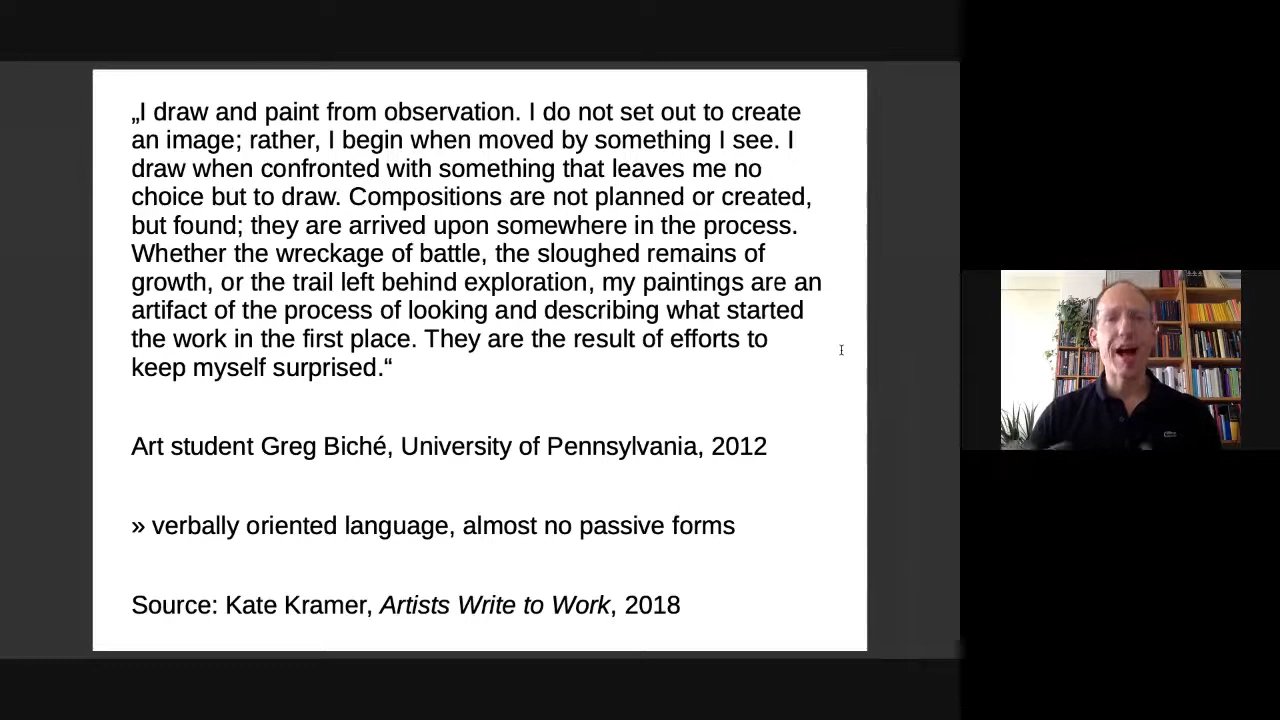 „I draw and paint from observation. I do not set out to create
an image; rather, I begin when moved by something I see. I
draw when confronted with something that leaves me no
choice but to draw. Compositions are not planned or created,
but found; they are arrived upon somewhere in the process.
Whether the wreckage of battle, the sloughed remains of
growth, or the trail left behind exploration, my paintings are an
artifact of the process of looking and describing what started
the work in the first place. They are the result of efforts to
keep myself surprised.“
Art student Greg Biché, University of Pennsylvania, 2012
» verbally oriented language, almost no passive forms
Source: Kate Kramer, Artists Write to Work, 2018